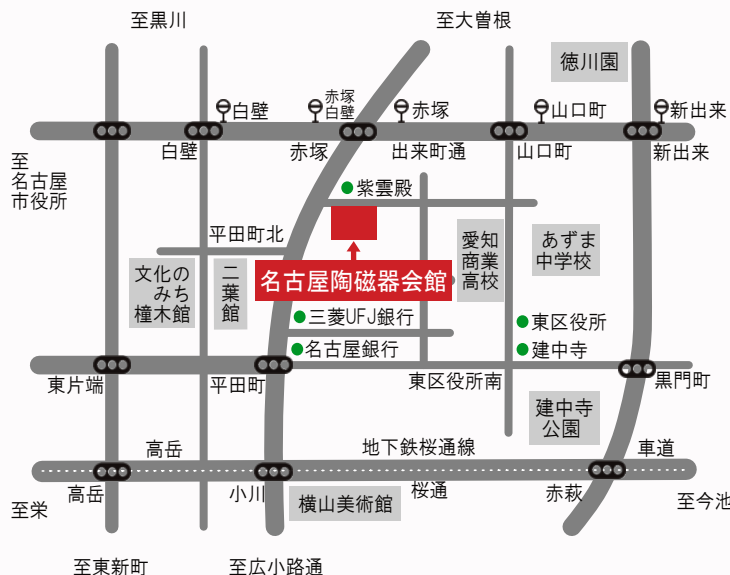 至黒川
至大曽根
徳川園
白壁
赤塚
白壁
赤塚
山口町
新出来
白壁
赤塚
出来町通
山口町
新出来
至
名古屋
市役所
紫雲殿
平田町北
愛知
商業
高校
あずま
中学校
文化の
みち
橦木館
二
葉
館
名古屋陶磁器会館
三菱UFJ銀行
東区役所
名古屋銀行
建中寺
東片端
平田町
東区役所南
黒門町
建中寺
公園
高岳
地下鉄桜通線
車道
高岳
小川
横山美術館
桜通
赤萩
至今池
至栄
至東新町
至広小路通